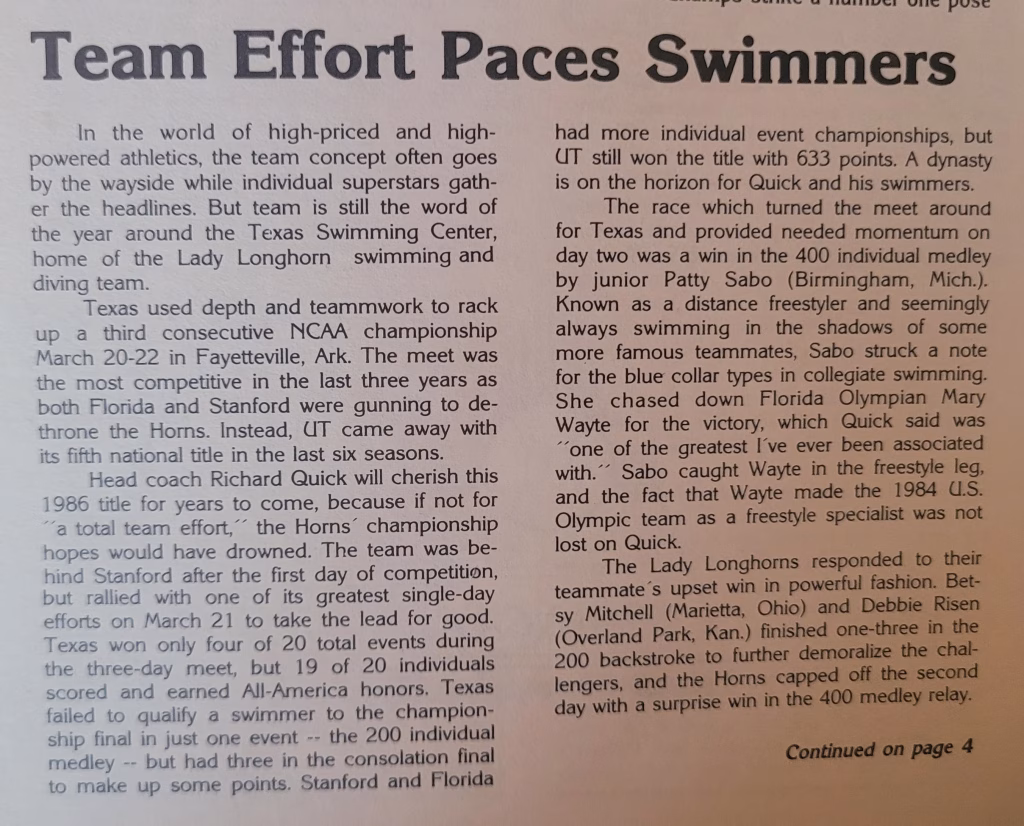 number one pose
Team Effort Paces Swimmers
In the world of high-priced and high-
powered athletics, the team concept often goes
by the wayside while individual superstars gath-
er the headlines. But team is still the word of
the year around the Texas Swimming Center,
home of the Lady Longhorn swimming and
diving team.
Texas used depth and teammwork to rack
up a third consecutive NCAA championship
March 20-22 in Fayetteville, Ark. The meet was
the most competitive in the last three years as
both Florida and Stanford were gunning to de-
throne the Horns. Instead, UT came away with
its fifth national title in the last six seasons.
Head coach Richard Quick will cherish this
1986 title for years to come, because if not for
´´a total team effort,´´ the Horns´ championship
hopes would have drowned. The team was be-
hind Stanford after the first day of competition,
but rallied with one of its greatest single-day
efforts on March 21 to take the lead for good.
Texas won only four of 20 total events during
the three-day meet, but 19 of 20 individuals
scored and earned All-America honors. Texas
failed to qualify a swimmer to the champion-
ship final in just one event -- the 200 individual
medley -- but had three in the consolation final
to make up some points. Stanford and Florida
had more individual event championships, but
UT still won the title with 633 points. A dynasty
is on the horizon for Quick and his swimmers.
The race which turned the meet around
for Texas and provided needed momentum on
day two was a win in the 400 individual medley
by junior Patty Sabo (Birmingham, Mich.).
Known as a distance freestyler and seemingly
always swimming in the shadows of some
more famous teammates, Sabo struck a note
for the blue collar types in collegiate swimming.
She chased down Florida Olympian Mary
Wayte for the victory, which Quick said was
´´one of the greatest I´ve ever been associated
with.´´ Sabo caught Wayte in the freestyle leg,
and the fact that Wayte made the 1984 U.S.
Olympic team as a freestyle specialist was not
lost on Quick.
The Lady Longhorns responded to their
teammate´s upset win in powerful fashion. Bet-
sy Mitchell (Marietta, Ohio) and Debbie Risen
(Overland Park, Kan.) finished one-three in the
200 backstroke to further demoralize the chal-
lengers, and the Horns capped off the second
day with a surprise win in the 400 medley relay.
Continued on page 4